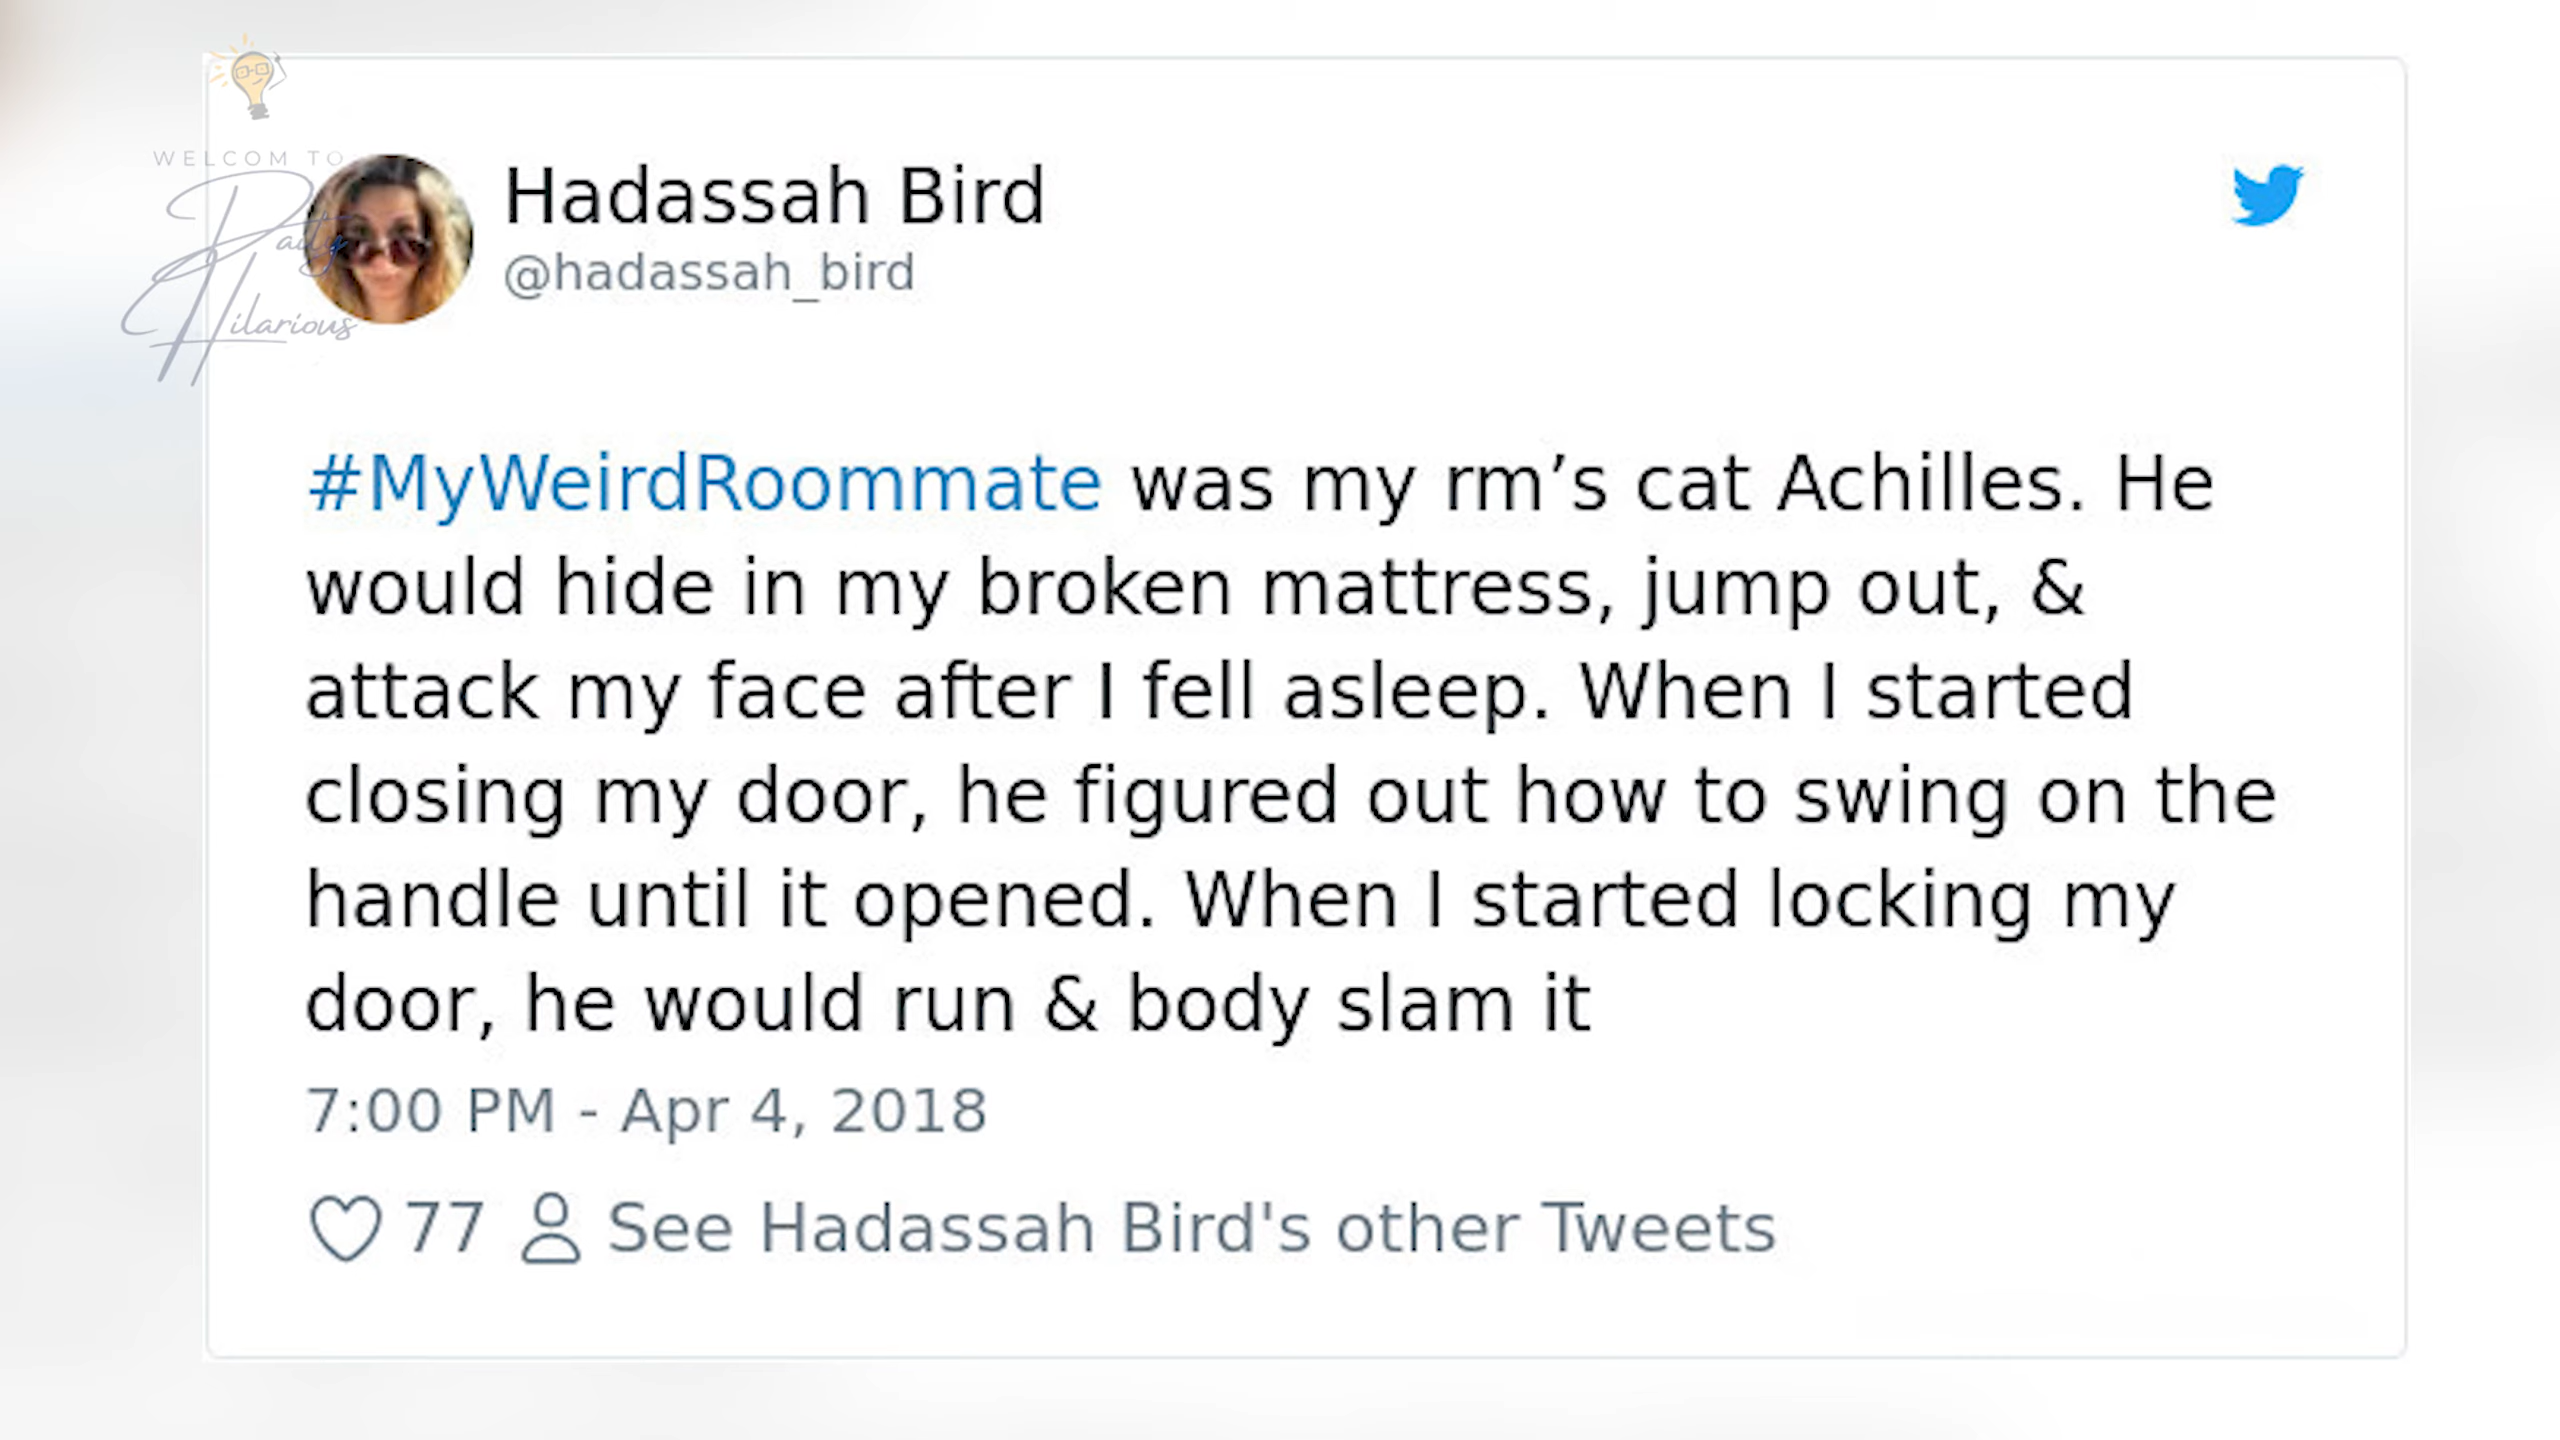 WELCOM TO
Daily
Hilarious
Hadassah Bird
@hadassah_bird
#MyWeirdRoommate was my rm’s cat Achilles. He
would hide in my broken mattress, jump out, &
attack my face after I fell asleep. When I started
closing my door, he figured out how to swing on the
handle until it opened. When I started locking my
door, he would run & body slam it
7:00 PM - Apr 4, 2018
77 See Hadassah Bird's other Tweets